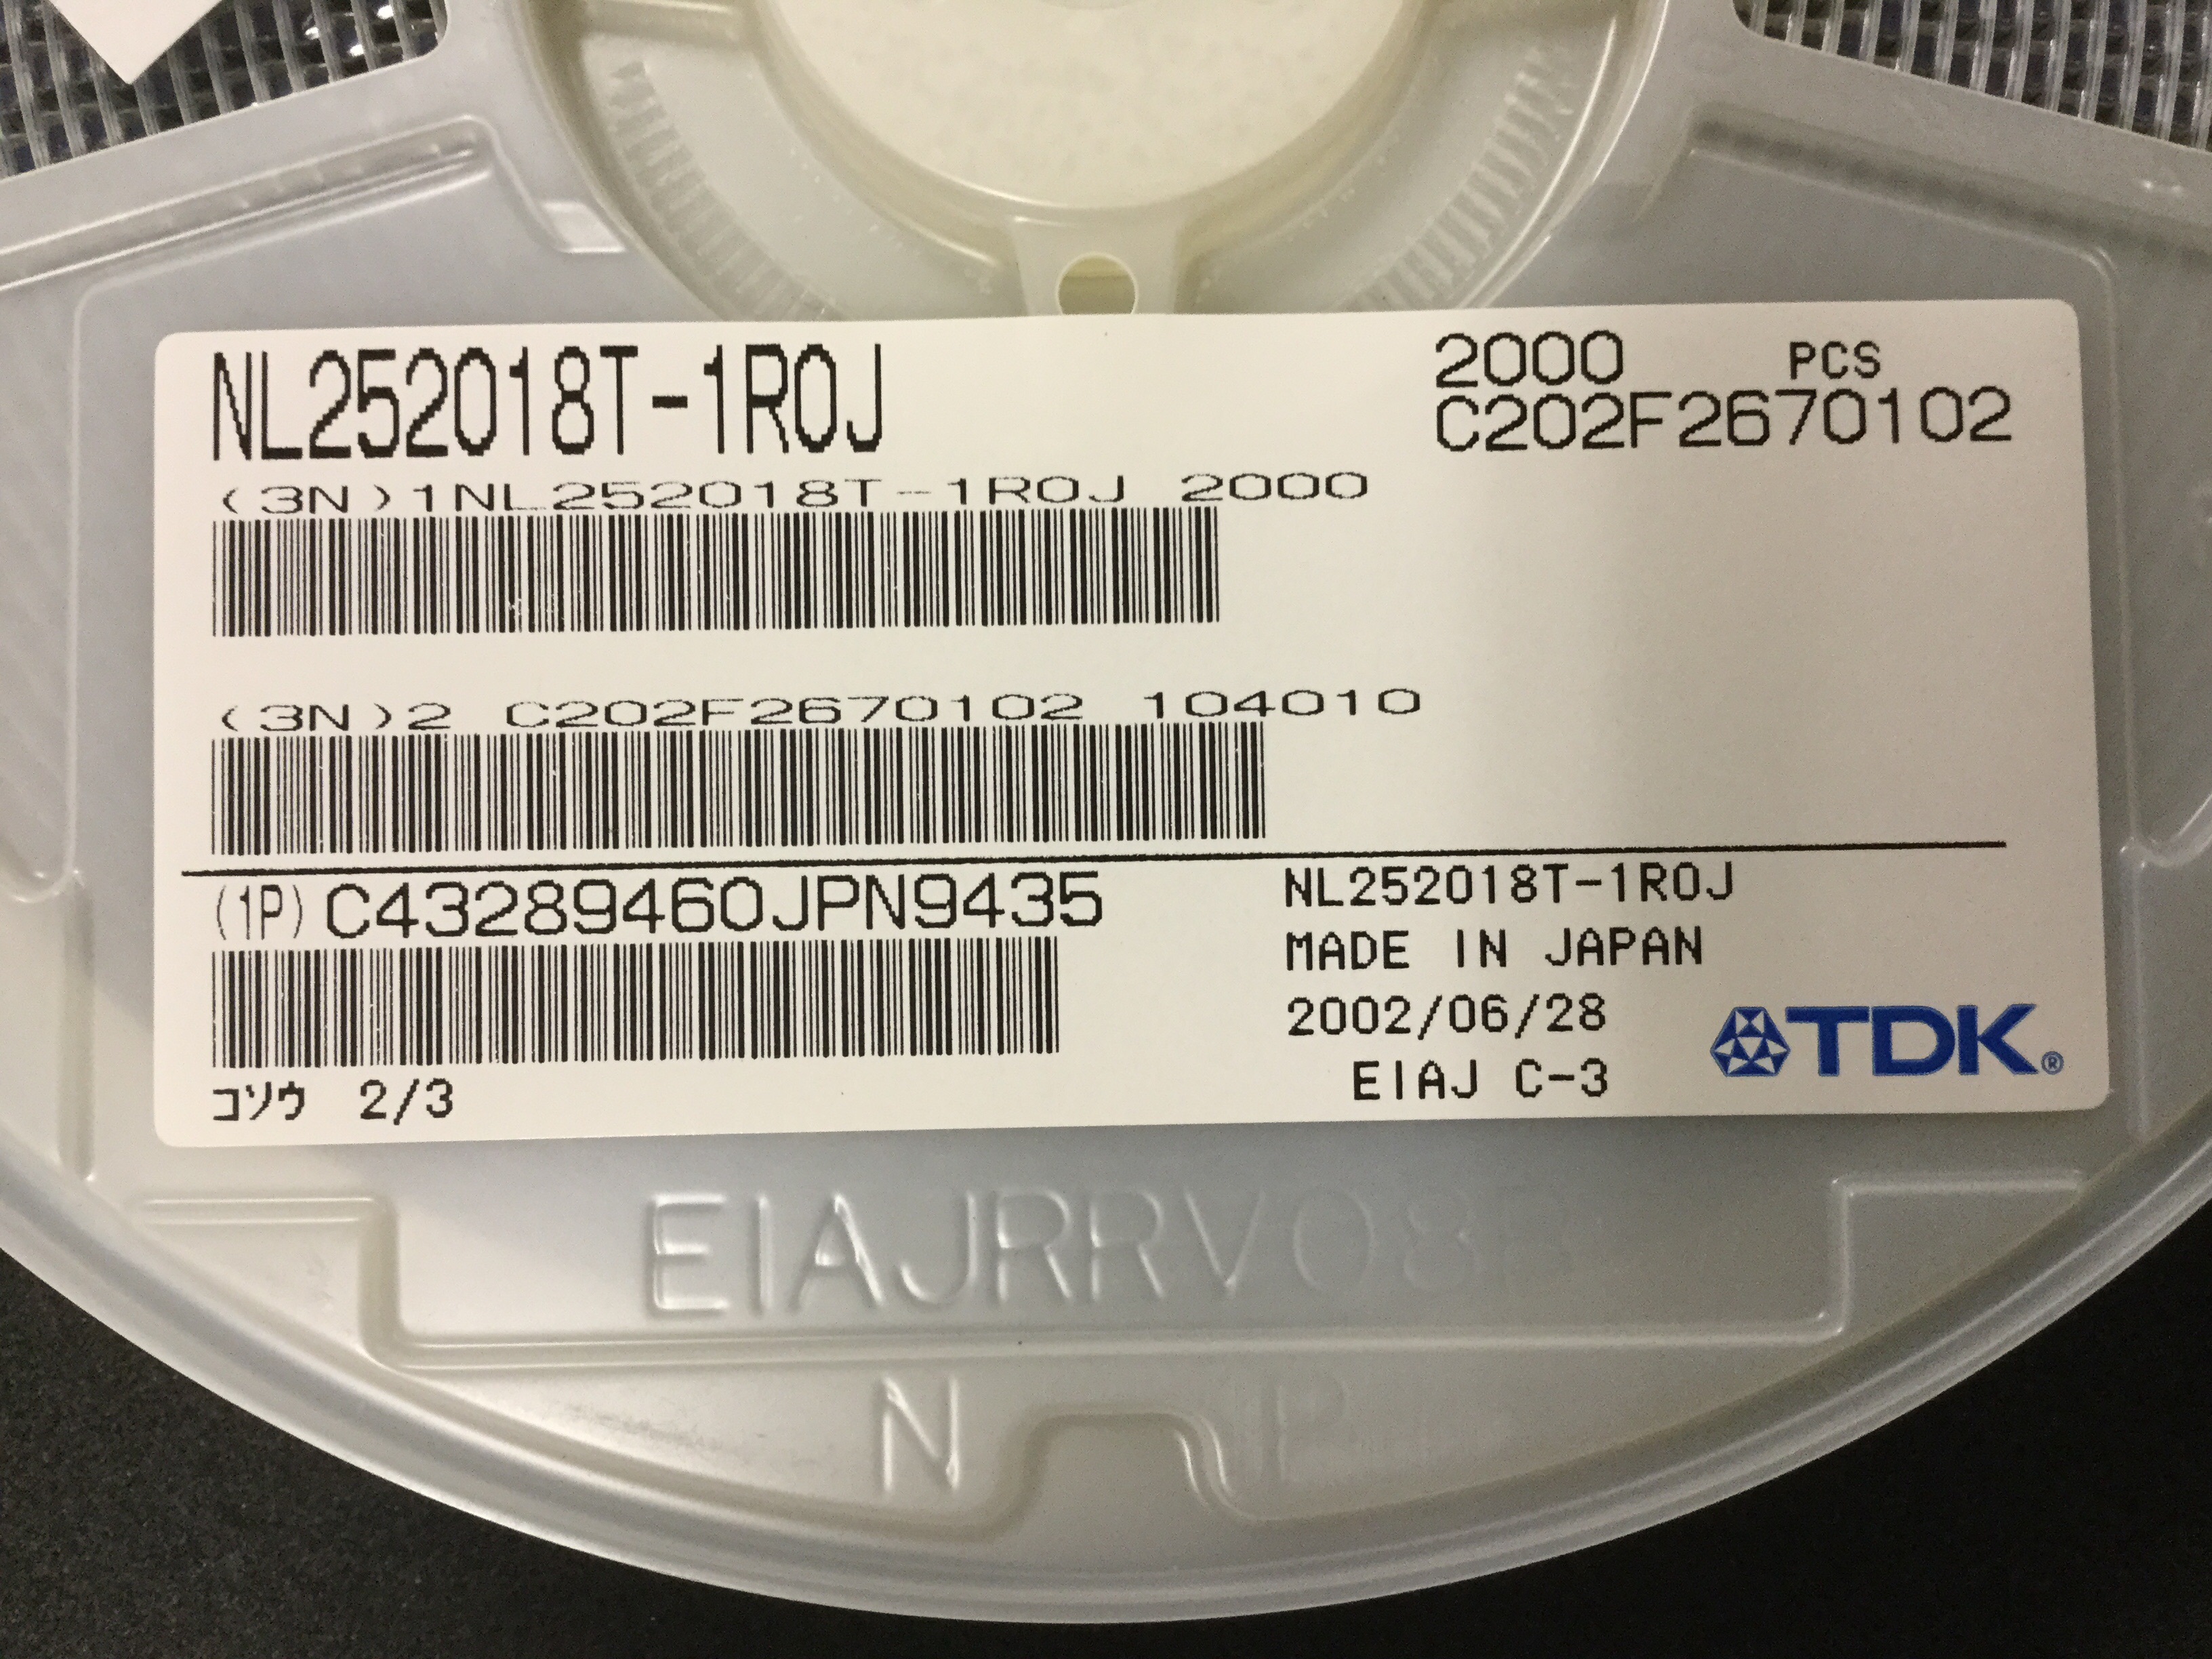 NL252018T-1R0J
2000 PCS
C202F2670102
(3N)1NL252018T-1R0J 2000
(3N)2 C202F2670102 104010
(1P) C43289460JPN9435
コソウ 2/3
NL252018T-1R0J
MADE IN JAPAN
2002/06/28
EIAJ C-3
TDK®
EIAJRRV08B
N P